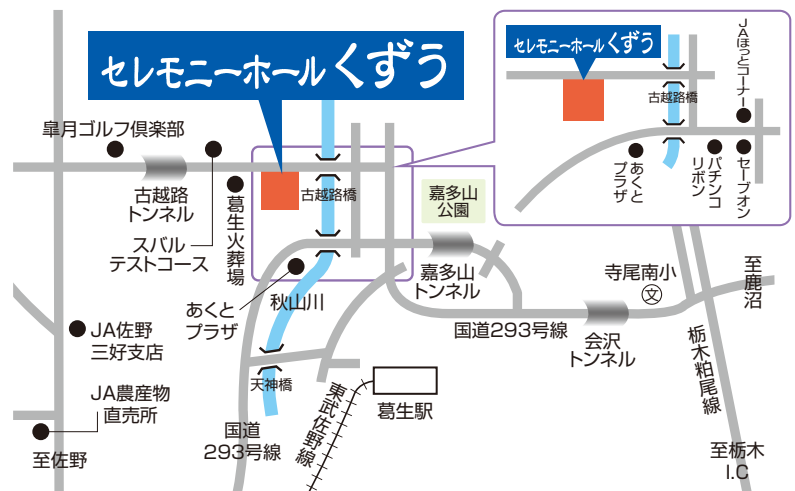 セレモニーホールくずう
皐月ゴルフ倶楽部
古越路
トンネル
スバル
テストコース
葛生火葬場
古越路橋
嘉多山
公園
嘉多山
トンネル
あくと
プラザ
秋山川
天神橋
JA佐野
三好支店
JA農産物
直売所
至佐野
国道
293号線
東武佐野線
葛生駅
国道293号線
会沢
トンネル
寺尾南小
文
至鹿沼
栃木粕尾線
至栃木
I.C
セレモニーホールくずう
古越路橋
JAほっとコーナー
あくと
プラザ
パチンコ
リボン
セーブオン